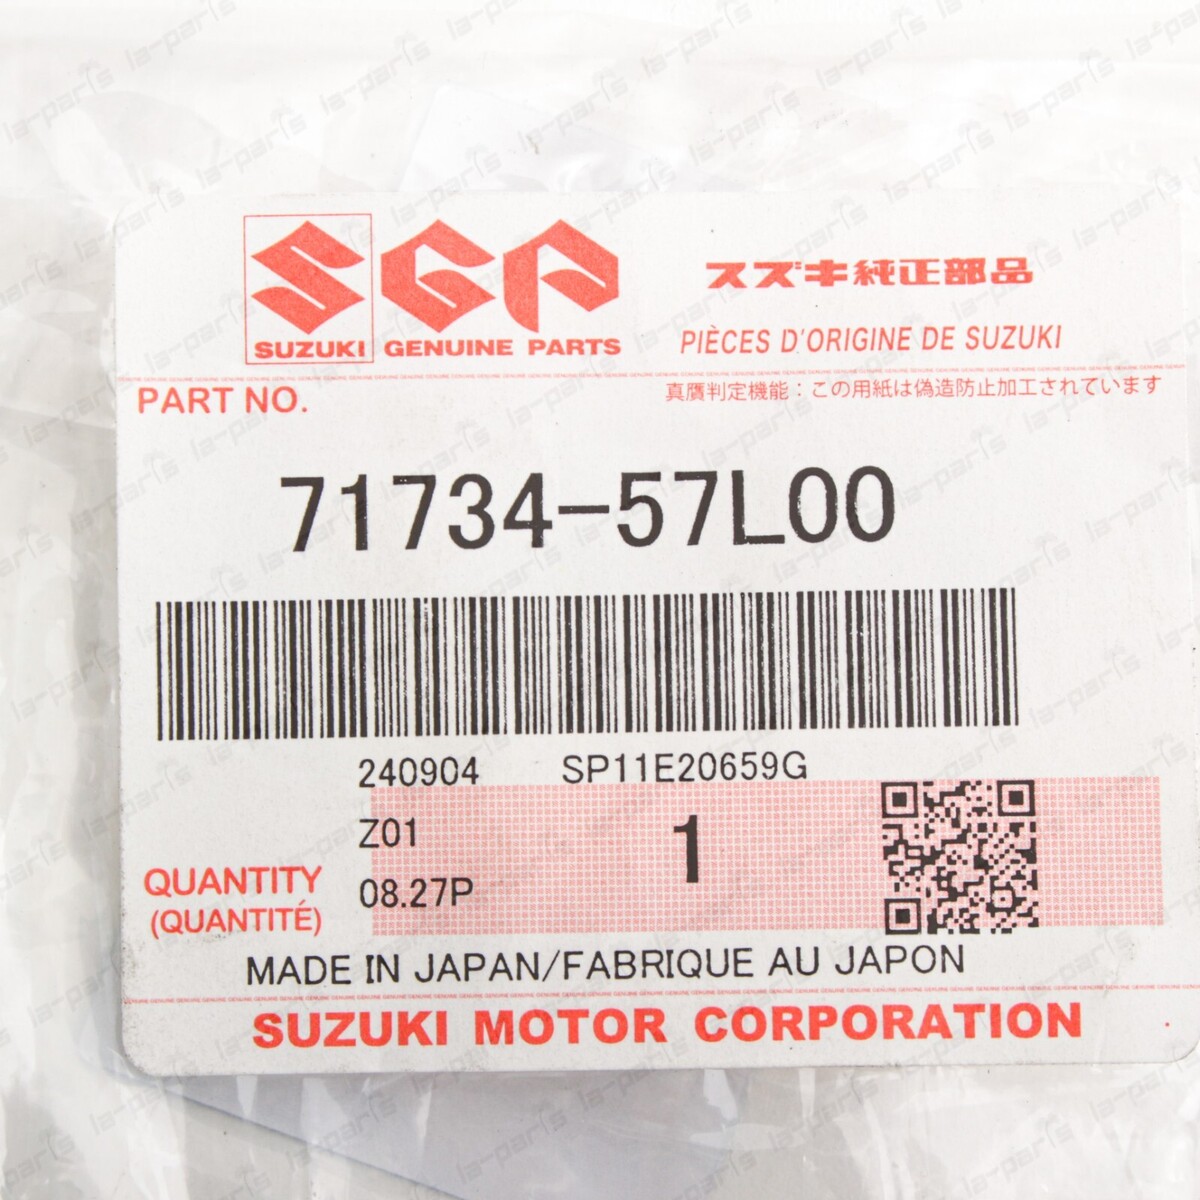 SGP
SUZUKI GENUINE PARTS
スズキ純正部品
PIÈCES D'ORIGINE DE SUZUKI
PART NO.
真贋判定機能：この用紙は偽造防止加工されています
71734-57L00
240904 SP11E20659G
Z01
1
QUANTITY
(QUANTITÉ)
08.27P
MADE IN JAPAN/FABRIQUE AU JAPON
SUZUKI MOTOR CORPORATION
la-parts